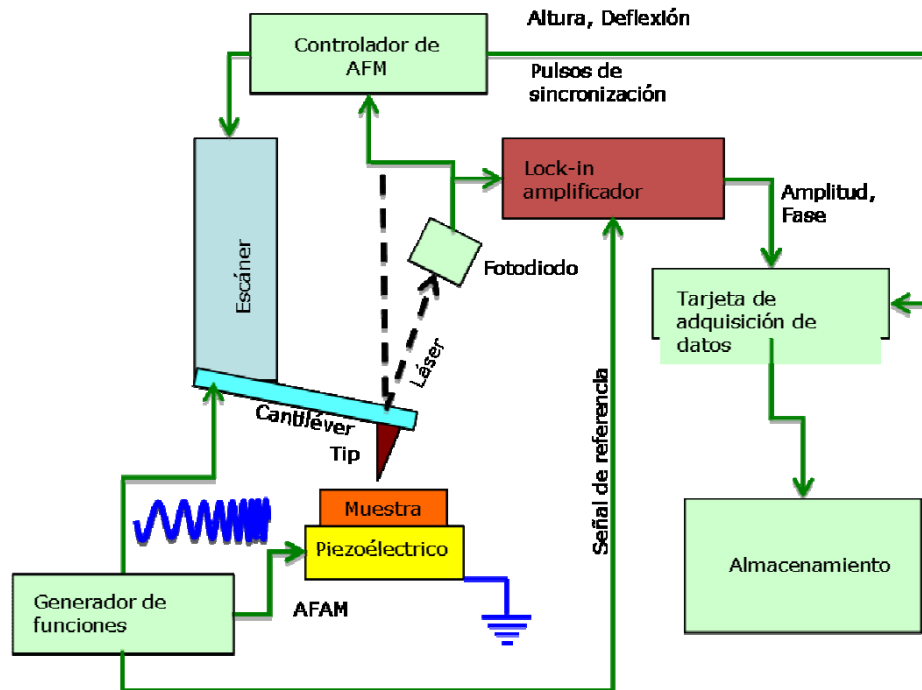 Altura, Deflexión
Controlador de
AFM
Pulsos de
sincronización
Lock-in
amplificador
Amplitud,
Fase
Escáner
Fotodiodo
Láser
Tarjeta de
adquisición de
datos
Cantiléver
Tip
Señal de referencia
Muestra
Piezoélectrico
Almacenamiento
Generador de
funciones
AFAM